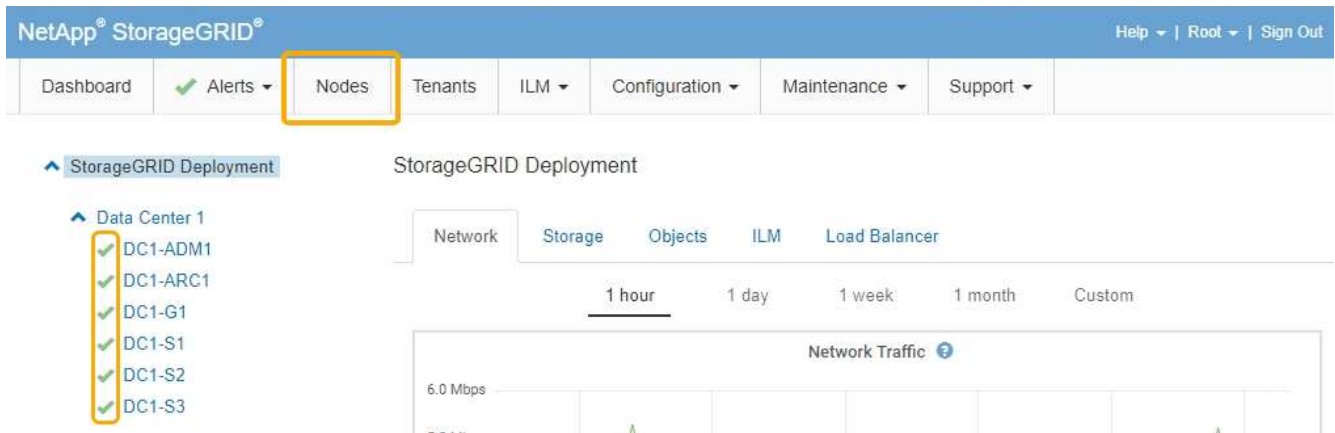 NetApp® StorageGRID®
Help | Root | Sign Out
Dashboard Alerts Nodes Tenants ILM Configuration Maintenance Support
StorageGRID Deployment
Data Center 1
DC1-ADM1
DC1-ARC1
DC1-G1
DC1-S1
DC1-S2
DC1-S3
StorageGRID Deployment
Network Storage Objects ILM Load Balancer
1 hour 1 day 1 week 1 month Custom
Network Traffic ?
6.0 Mbps